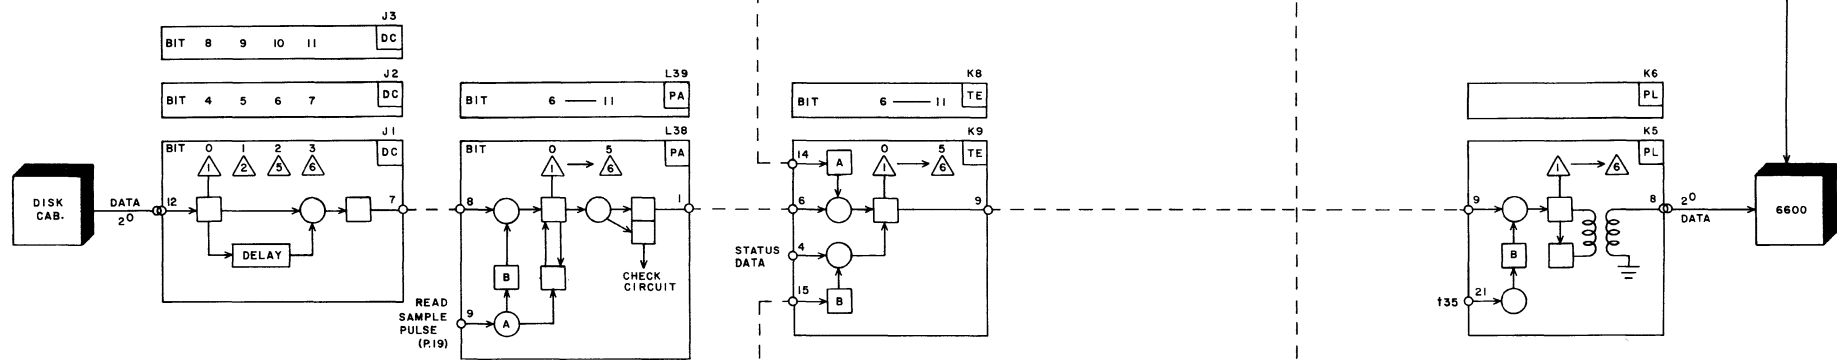 J3
BIT 8 9 10 11 DC
J2
BIT 4 5 6 7 DC
J1
BIT 0 1 2 3 DC
1 2 5 6
DISK
CAB.
DATA
2⁰
12
7
DELAY
L39
BIT 6 — 11 PA
L38
BIT 0 5 PA
1 → 6
8
1
B
CHECK
CIRCUIT
READ
SAMPLE
PULSE
(P.19)
9
A
K8
BIT 6 — 11 TE
K9
14
A
0 5 TE
1 → 6
6
9
STATUS
DATA
4
15
B
K6
PL
K5
PL
1 → 6
9
8
2⁰
DATA
B
t35
21
6600